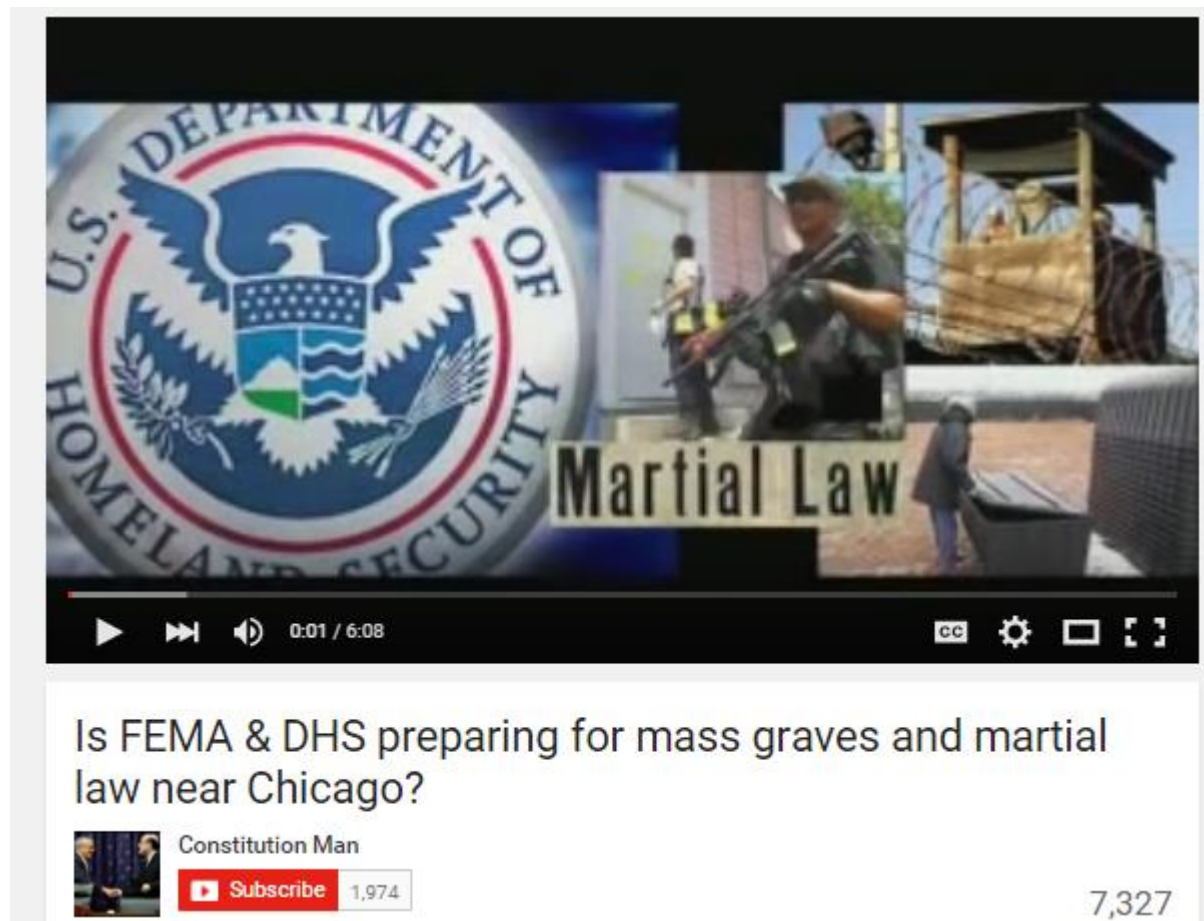 U.S. DEPARTMENT OF
HOMELAND SECURITY
Martial Law
0:01 / 6:08
CC
Is FEMA & DHS preparing for mass graves and martial
law near Chicago?
Constitution Man
Subscribe 1,974
7,327